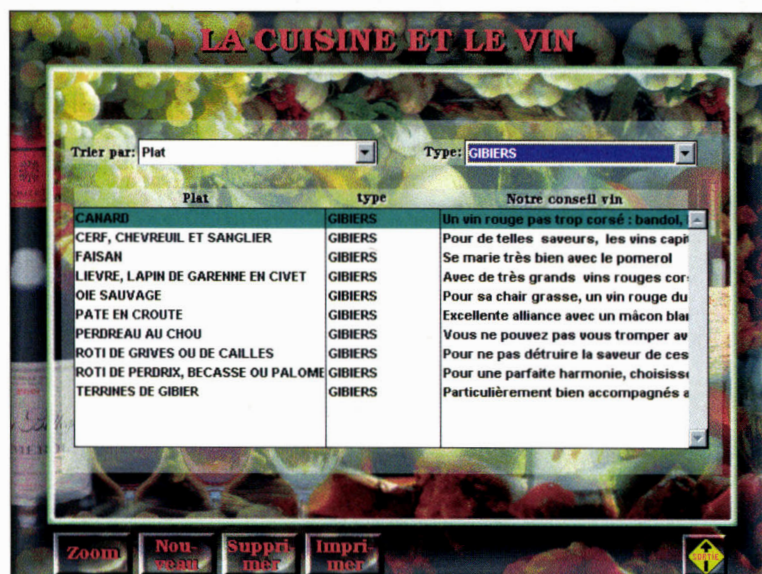 LA CUISINE ET LE VIN
Trier par: Plat Type: GIBIERS
Plat type Notre conseil vin
CANARD GIBIERS Un vin rouge pas trop corsé : bandol,
CERF, CHEVREUIL ET SANGLIER GIBIERS Pour de telles saveurs, les vins capi
FAISAN GIBIERS Se marie très bien avec le pomerol
LIEVRE, LAPIN DE GARENNE EN CIVET GIBIERS Avec de très grands vins rouges cor
OIE SAUVAGE GIBIERS Pour sa chair grasse, un vin rouge du
PATE EN CROUTE GIBIERS Excellente alliance avec un mâcon blan
PERDREAU AU CHOU GIBIERS Vous ne pouvez pas vous tromper av
ROTI DE GRIVES OU DE CAILLES GIBIERS Pour ne pas détruire la saveur de ces
ROTI DE PERDRIX, BECASSE OU PALOME GIBIERS Pour une parfaite harmonie, choisiss
TERRINES DE GIBIER GIBIERS Particulièrement bien accompagnés a
Zoom Nou-
veau Suppri-
mer Impri-
mer SORTIE